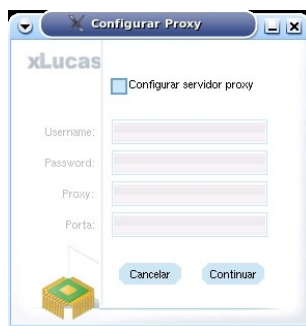 Configurar Proxy
xLucas
Configurar servidor proxy
Username:
Password:
Proxy:
Porta:
Cancelar
Continuar